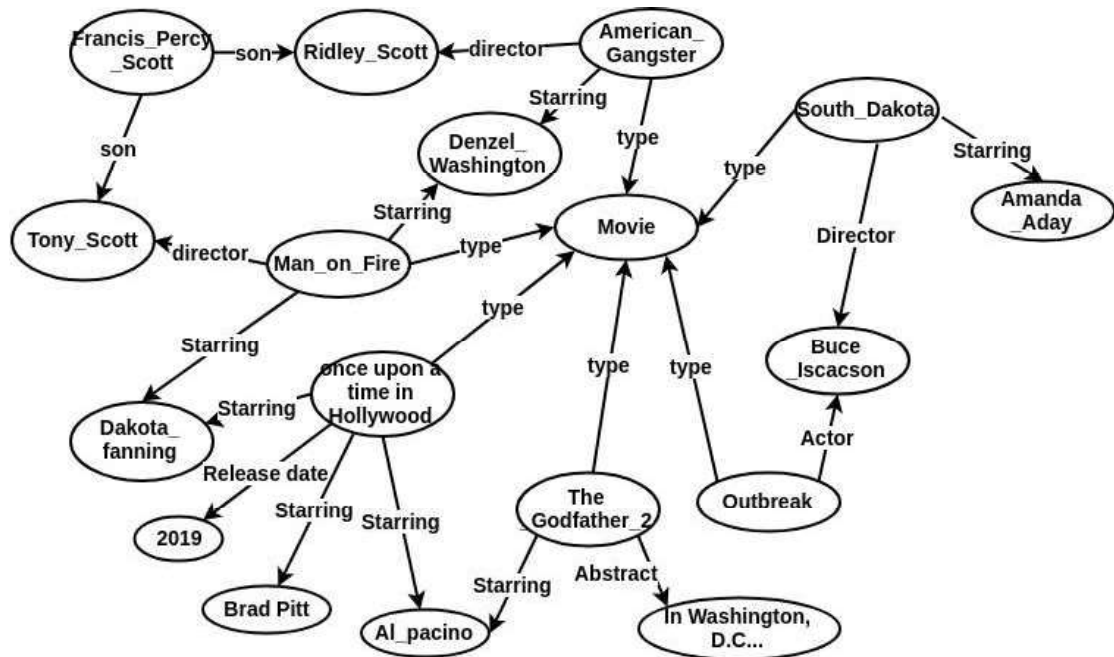 Francis_Percy
_Scott
son
Ridley_Scott
director
American_
Gangster
Starring
Denzel_
Washington
type
South_Dakota
type
Starring
Amanda
_Aday
son
Tony_Scott
director
Starring
Man_on_Fire
type
Movie
Director
Starring
type
type
type
Buce
_Iscacson
once upon a
time in
Hollywood
Starring
Dakota_
fanning
Actor
Release date
2019
Starring
Starring
The
_Godfather_2
Outbreak
Starring
Abstract
Brad Pitt
Al_pacino
In Washington,
D.C...